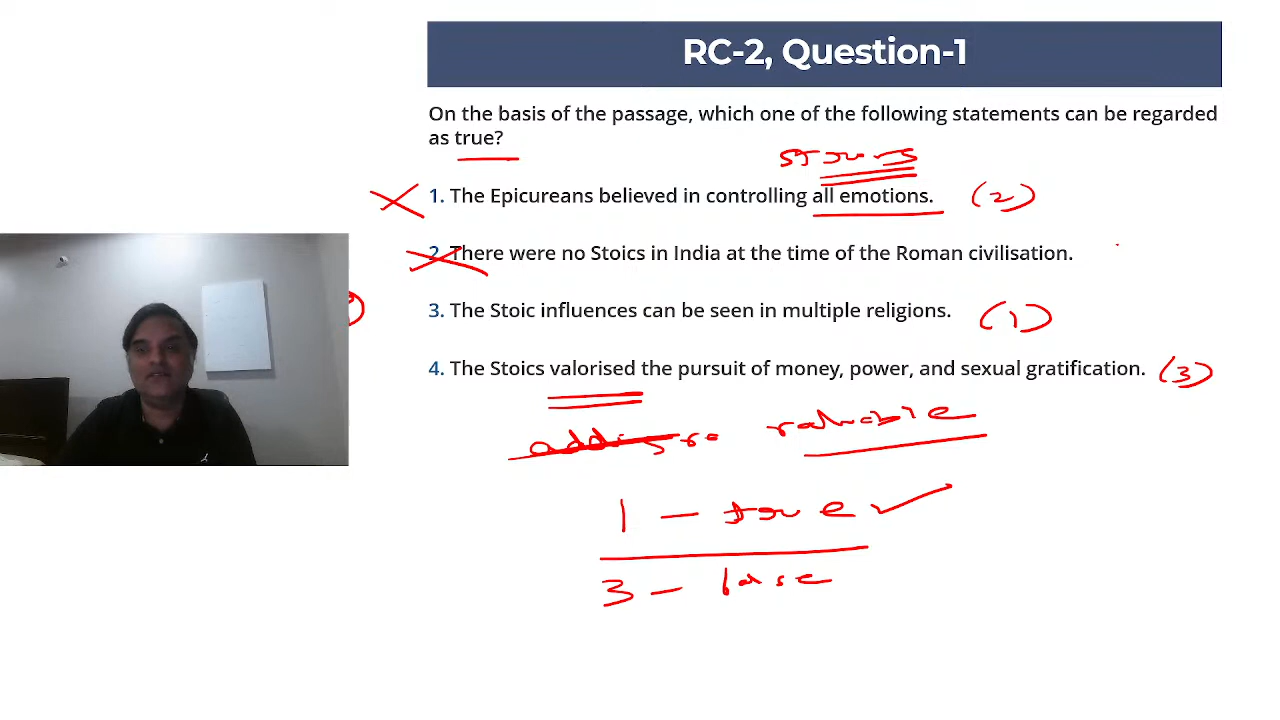 RC-2, Question-1
On the basis of the passage, which one of the following statements can be regarded
as true?
1. The Epicureans believed in controlling all emotions. (2)
2. There were no Stoics in India at the time of the Roman civilisation.
3. The Stoic influences can be seen in multiple religions. (1)
4. The Stoics valorised the pursuit of money, power, and sexual gratification. (3)
valuable
1 - true
3 - false